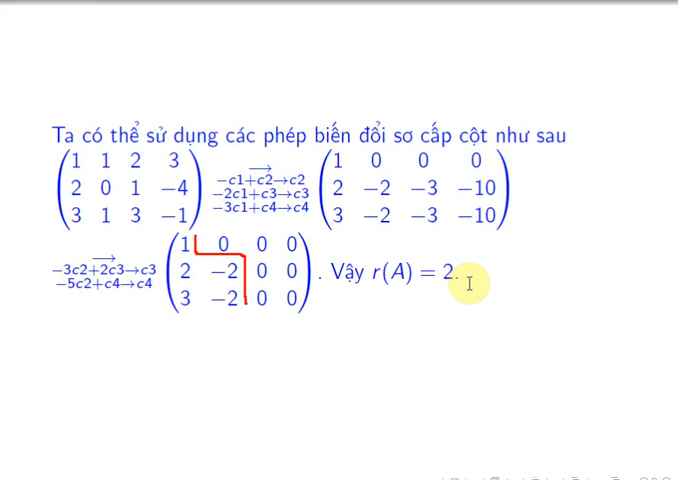 Ta có thể sử dụng các phép biến đổi sơ cấp cột như sau
1 1 2 3
2 0 1 −4
3 1 3 −1
−c1+c2→c2
−2c1+c3→c3
−3c1+c4→c4
1 0 0 0
2 −2 −3 −10
3 −2 −3 −10
−3c2+2c3→c3
−5c2+c4→c4
1 0 0 0
2 −2 0 0
3 −2 0 0
. Vậy r(A) = 2.